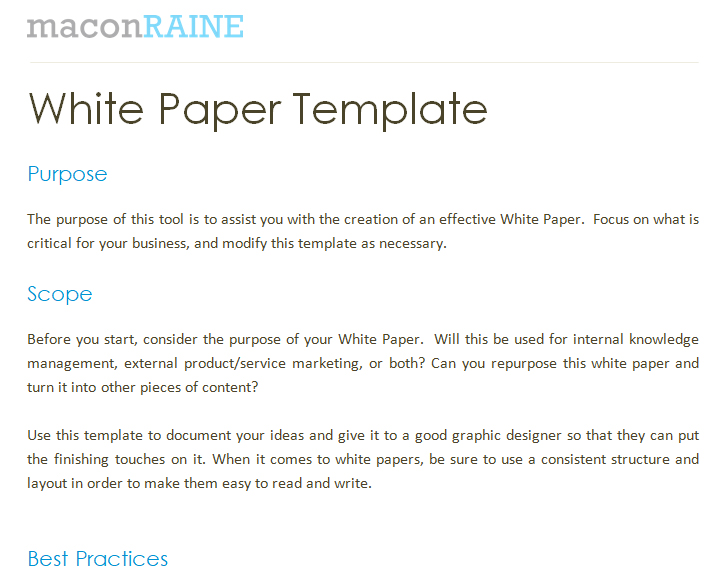 maconRAINE
White Paper Template
Purpose
The purpose of this tool is to assist you with the creation of an effective White Paper.  Focus on what is
critical for your business, and modify this template as necessary.
Scope
Before you start, consider the purpose of your White Paper.  Will this be used for internal knowledge
management, external product/service marketing, or both? Can you repurpose this white paper and
turn it into other pieces of content?
Use this template to document your ideas and give it to a good graphic designer so that they can put
the finishing touches on it. When it comes to white papers, be sure to use a consistent structure and
layout in order to make them easy to read and write.
Best Practices